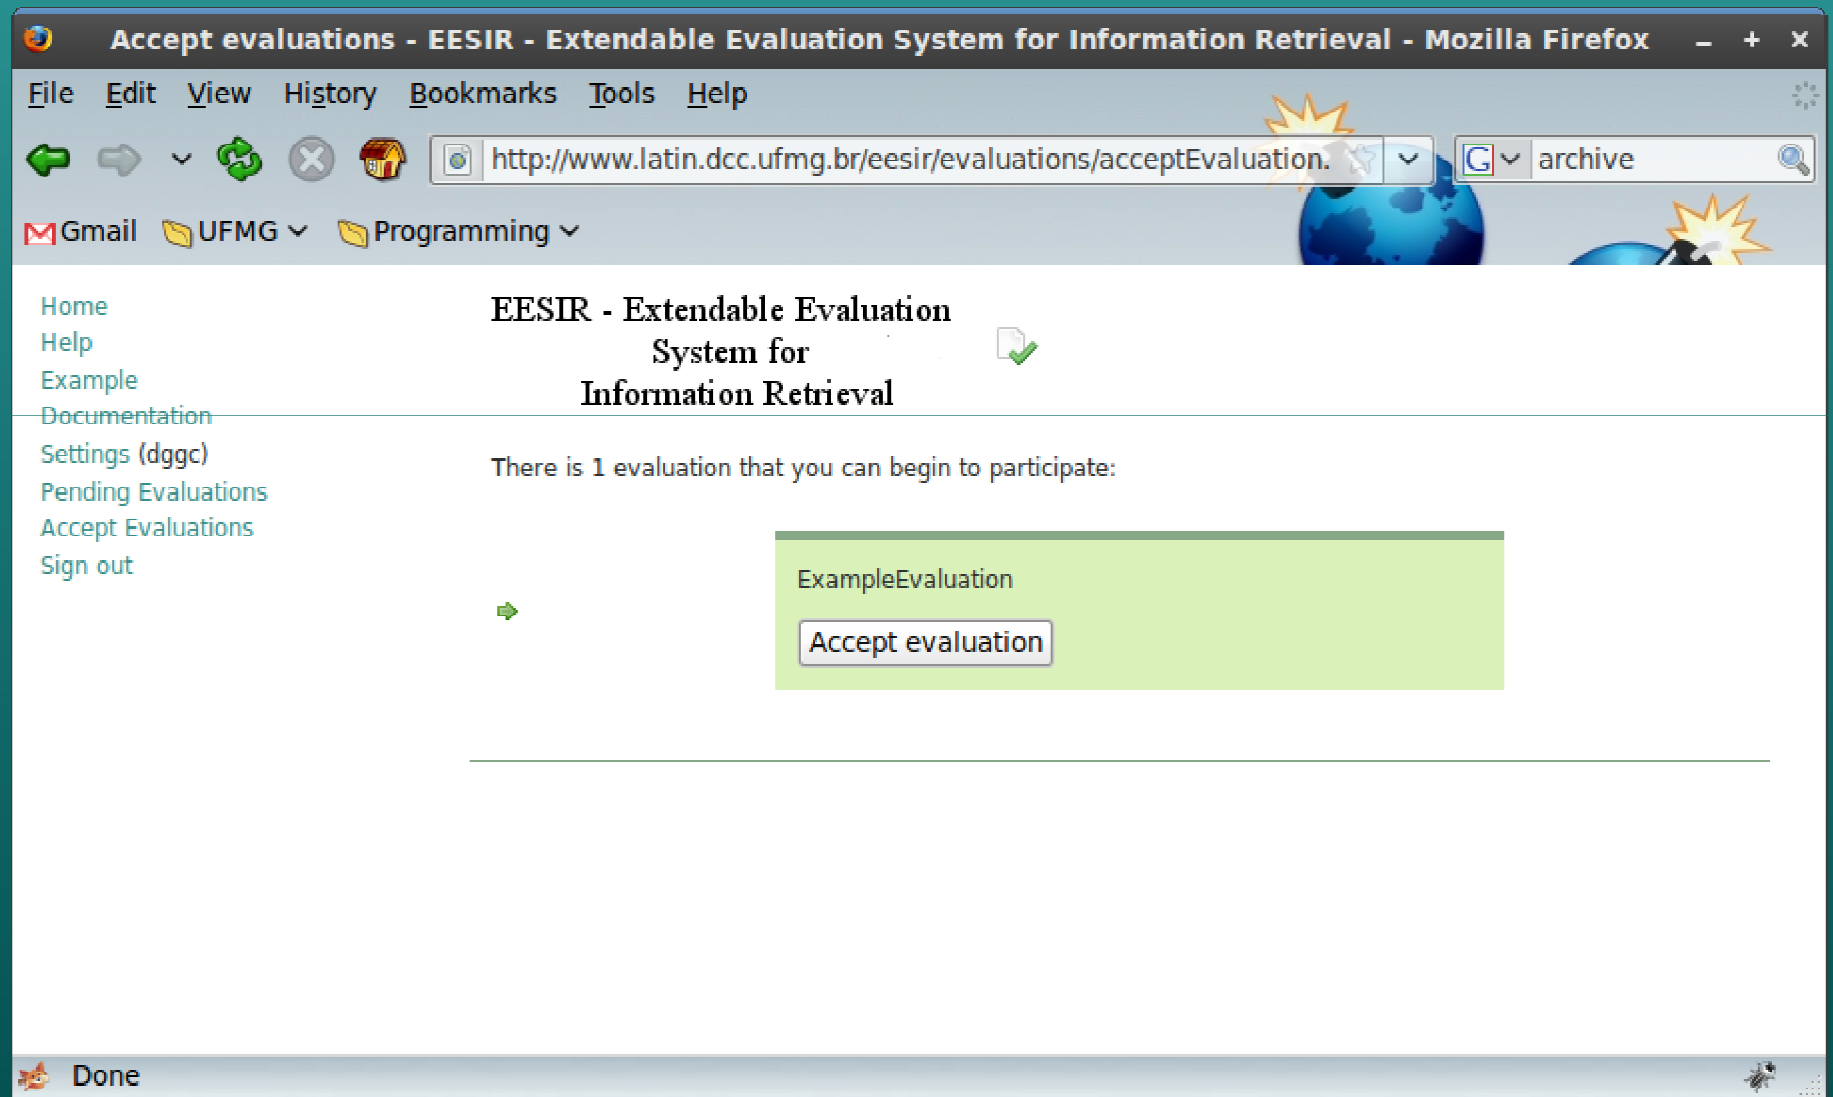 Accept evaluations - EESIR - Extendable Evaluation System for Information Retrieval - Mozilla Firefox
File Edit View History Bookmarks Tools Help
http://www.latin.dcc.ufmg.br/eesir/evaluations/acceptEvaluation.
G archive
Gmail UFMG Programming
Home
Help
Example
Documentation
Settings (dggc)
Pending Evaluations
Accept Evaluations
Sign out
EESIR - Extendable Evaluation
System for
Information Retrieval
There is 1 evaluation that you can begin to participate:
ExampleEvaluation
Accept evaluation
Done